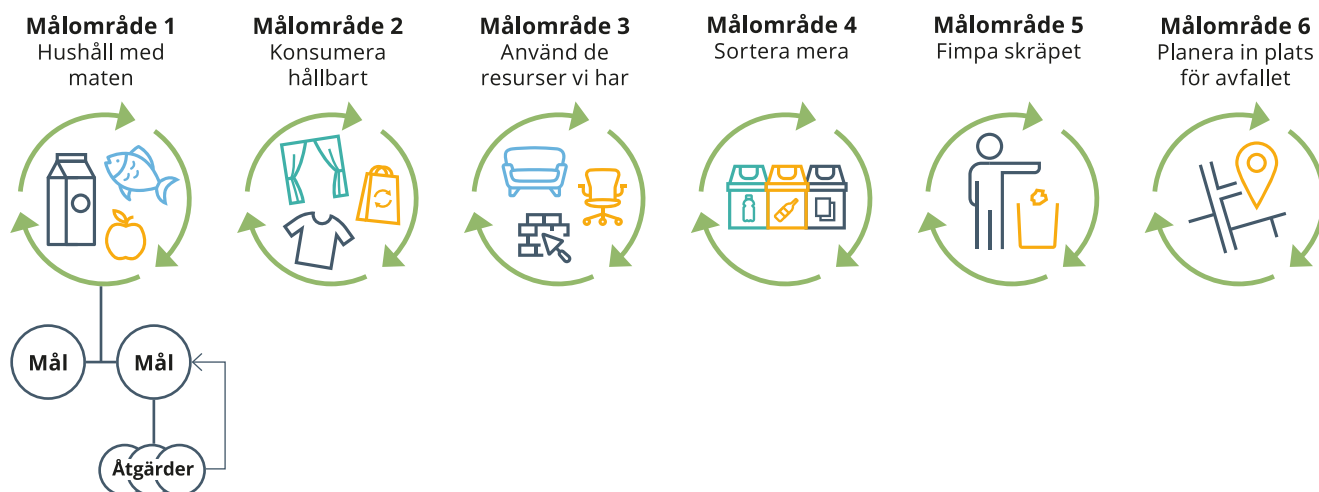 Målområde 1
Hushåll med
maten
Målområde 2
Konsumera
hållbart
Målområde 3
Använd de
resurser vi har
Målområde 4
Sortera mera
Målområde 5
Fimpa skräpet
Målområde 6
Planera in plats
för avfallet
Mål
Mål
Åtgärder